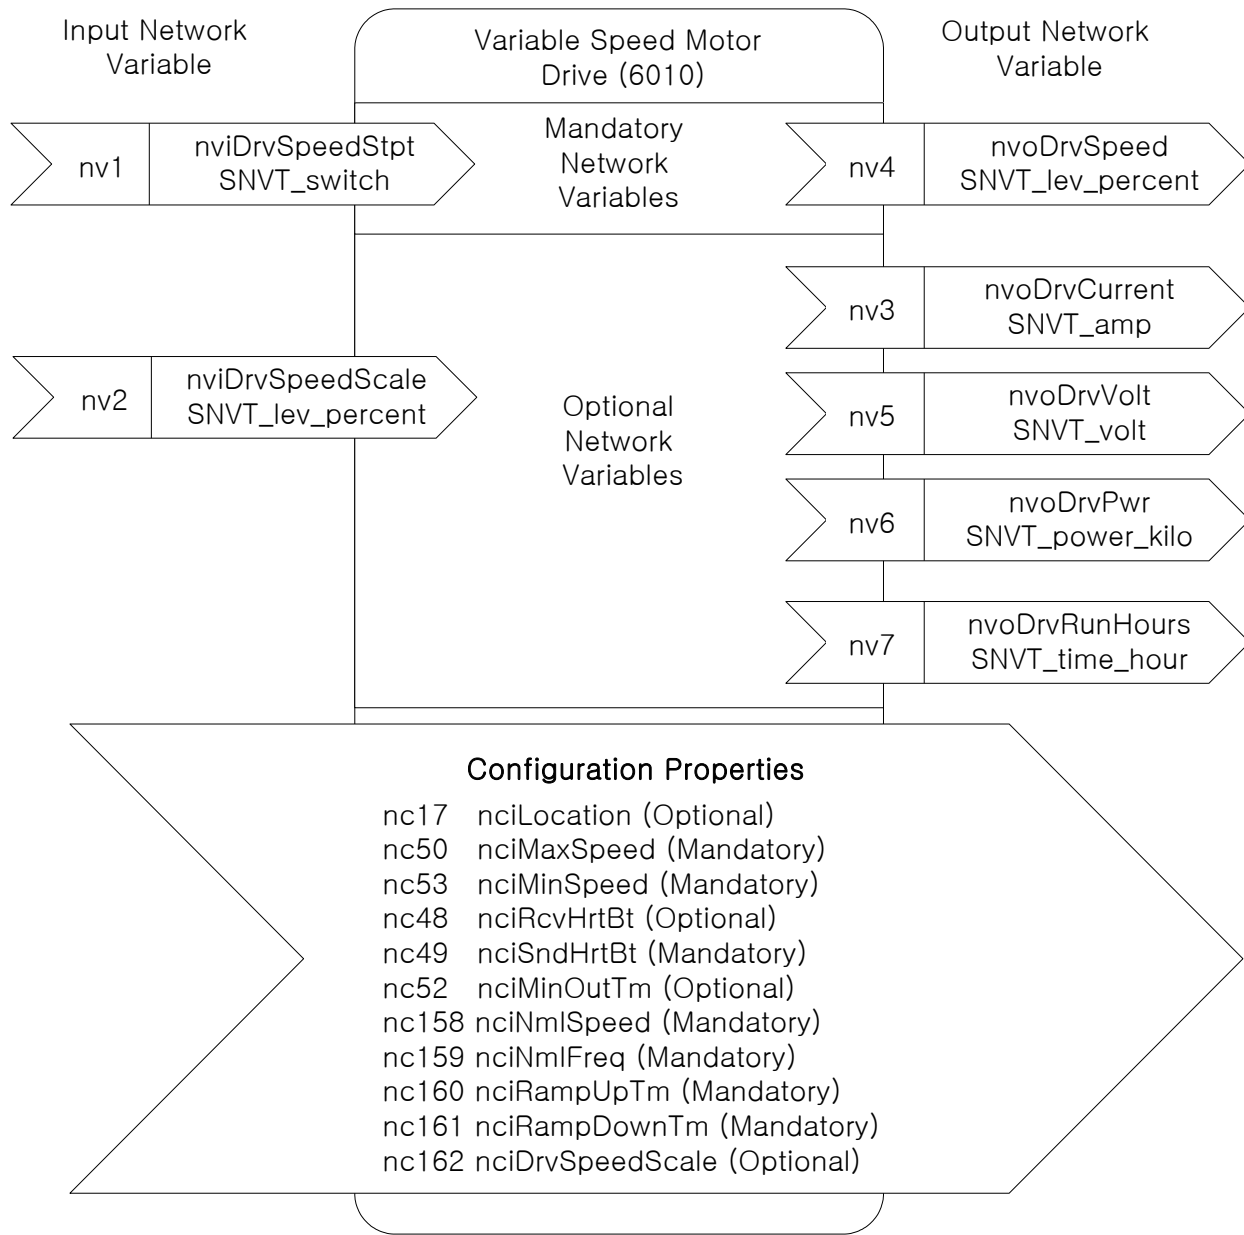 Input Network
Variable
Variable Speed Motor
Drive (6010)
Output Network
Variable
nv1
nviDrvSpeedStpt
SNVT_switch
Mandatory
Network
Variables
nv4
nvoDrvSpeed
SNVT_lev_percent
nv3
nvoDrvCurrent
SNVT_amp
nv2
nviDrvSpeedScale
SNVT_lev_percent
Optional
Network
Variables
nv5
nvoDrvVolt
SNVT_volt
nv6
nvoDrvPwr
SNVT_power_kilo
nv7
nvoDrvRunHours
SNVT_time_hour
Configuration Properties
nc17 nciLocation (Optional)
nc50 nciMaxSpeed (Mandatory)
nc53 nciMinSpeed (Mandatory)
nc48 nciRcvHrtBt (Optional)
nc49 nciSndHrtBt (Mandatory)
nc52 nciMinOutTm (Optional)
nc158 nciNmlSpeed (Mandatory)
nc159 nciNmlFreq (Mandatory)
nc160 nciRampUpTm (Mandatory)
nc161 nciRampDownTm (Mandatory)
nc162 nciDrvSpeedScale (Optional)